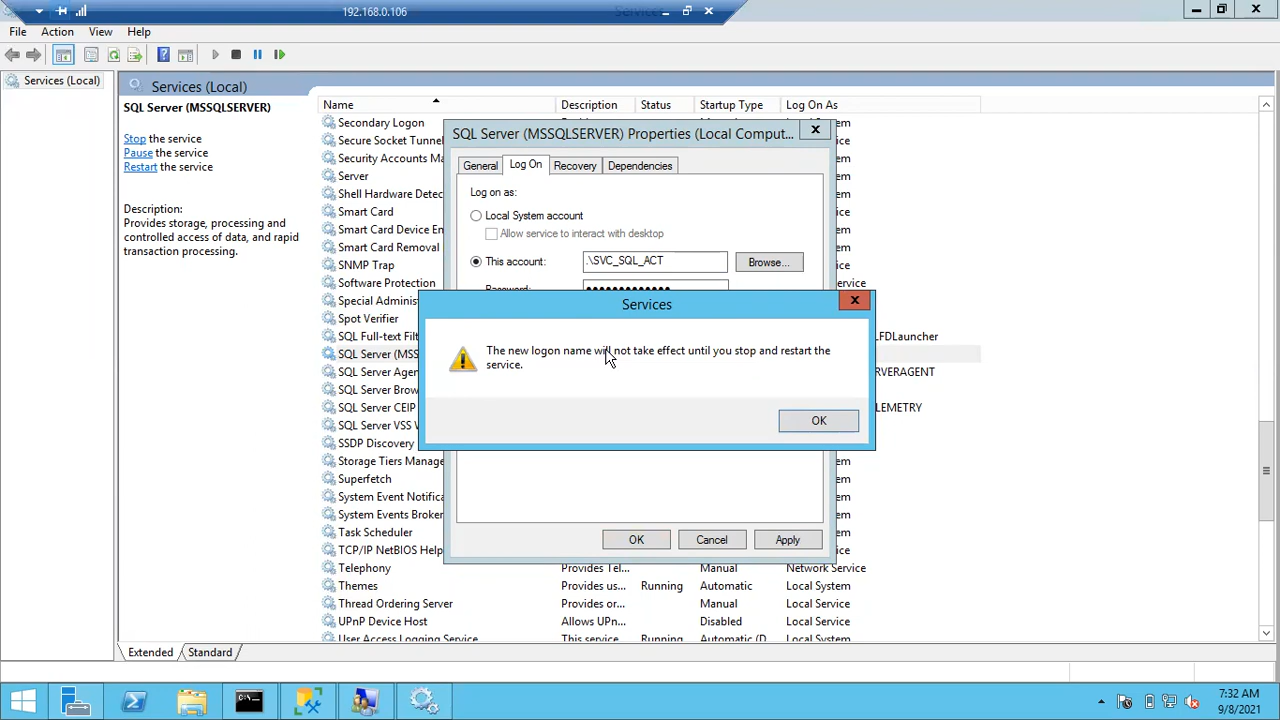 192.168.0.106
Services
File Action View Help
Services (Local)
Services (Local)
SQL Server (MSSQLSERVER)
Stop the service
Pause the service
Restart the service
Description:
Provides storage, processing and
controlled access of data, and rapid
transaction processing.
Name Description Status Startup Type Log On As
Secondary Logon
Secure Socket Tunne
Security Accounts Ma
Server
Shell Hardware Detec
Smart Card
Smart Card Device En
Smart Card Removal
SNMP Trap
Software Protection
Special Adminis
Spot Verifier
SQL Full-text Filt LFDLauncher
SQL Server (MSS
SQL Server Agen RVERAGENT
SQL Server Brow
SQL Server CEIP LEMETRY
SQL Server VSS W
SSDP Discovery
Storage Tiers Manage
Superfetch
System Event Notifica
System Events Broker
Task Scheduler
TCP/IP NetBIOS Help
Telephony Provides Tel... Manual Network Service
Themes Provides us... Running Automatic Local System
Thread Ordering Server Provides or... Manual Local Service
UPnP Device Host Allows UPn... Disabled Local Service
User Access Logging Service This service Running Automatic (D Local System
SQL Server (MSSQLSERVER) Properties (Local Comput...
General Log On Recovery Dependencies
Log on as:
Local System account
Allow service to interact with desktop
This account: .\SVC_SQL_ACT Browse...
Password:
Services
The new logon name will not take effect until you stop and restart the
service.
OK
OK Cancel Apply
Extended Standard
7:32 AM
9/8/2021